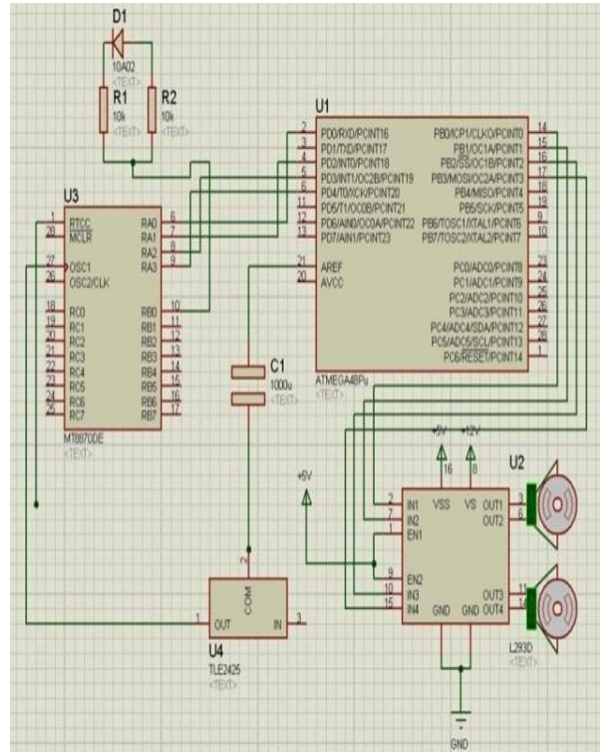 D1
10A02
<TEXT>
R1
10k
<TEXT>
R2
10k
<TEXT>
U1
2 PD0/RXD/PCINT16 PB0/ICP1/CLKO/PCINT0 14
3 PD1/TXD/PCINT17 PB1/OC1A/PCINT1 15
4 PD2/INT0/PCINT18 PB2/SS/OC1B/PCINT2 16
5 PD3/INT1/OC2B/PCINT19 PB3/MOSI/OC2A/PCINT3 17
6 PD4/T0/XCK/PCINT20 PB4/MISO/PCINT4 18
11 PD5/T1/OC0B/PCINT21 PB5/SCK/PCINT5 19
12 PD6/AIN0/OC0A/PCINT22 PB6/TOSC1/XTAL1/PCINT6 9
13 PD7/AIN1/PCINT23 PB7/TOSC2/XTAL2/PCINT7 10
21 AREF PC0/ADC0/PCINT8 23
20 AVCC PC1/ADC1/PCINT9 24
PC2/ADC2/PCINT10 25
PC3/ADC3/PCINT11 26
PC4/ADC4/SDA/PCINT12 27
PC5/ADC5/SCL/PCINT13 28
PC6/RESET/PCINT14 1
ATMEGA48Pu
<TEXT>
U3
1 RTCC RA0 6
28 MCLR RA1 7
RA2 8
27 OSC1 RA3 9
26 OSC2/CLK
18 RC0 RB0 10
19 RC1 RB1 11
20 RC2 RB2 12
21 RC3 RB3 13
22 RC4 RB4 14
23 RC5 RB5 15
24 RC6 RB6 16
25 RC7 RB7 17
MT8870DE
<TEXT>
C1
1000u
<TEXT>
+5V
+5V +12V
U2
16 8
2 IN1 VSS VS OUT1 3
7 IN2 OUT2 6
1 EN1
9 EN2
10 IN3 OUT3 11
15 IN4 GND GND OUT4 14
L293D
<TEXT>
GND
2
COM
1 OUT IN 3
U4
TLE2425
<TEXT>